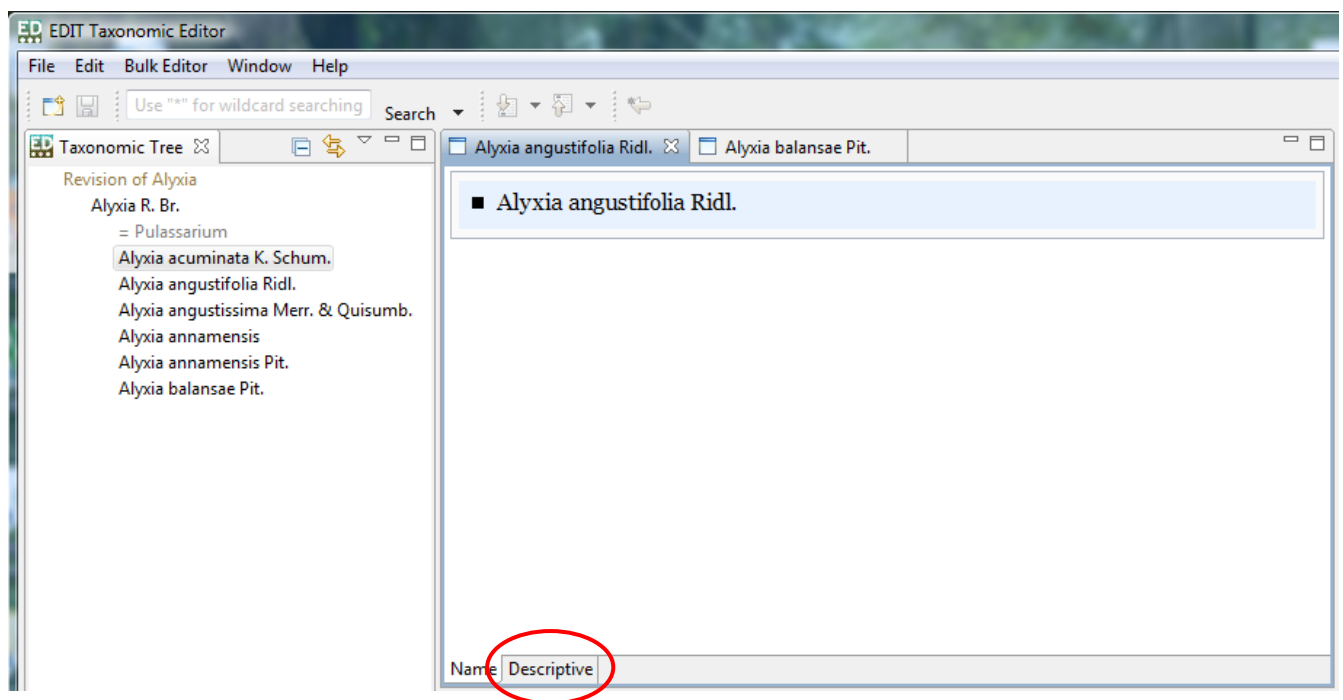 ED
IT EDIT Taxonomic Editor
File Edit Bulk Editor Window Help
Use "*" for wildcard searching Search
Taxonomic Tree
Revision of Alyxia
Alyxia R. Br.
= Pulassarium
Alyxia acuminata K. Schum.
Alyxia angustifolia Ridl.
Alyxia angustissima Merr. & Quisumb.
Alyxia annamensis
Alyxia annamensis Pit.
Alyxia balansae Pit.
Alyxia angustifolia Ridl. Alyxia balansae Pit.
Alyxia angustifolia Ridl.
Name Descriptive